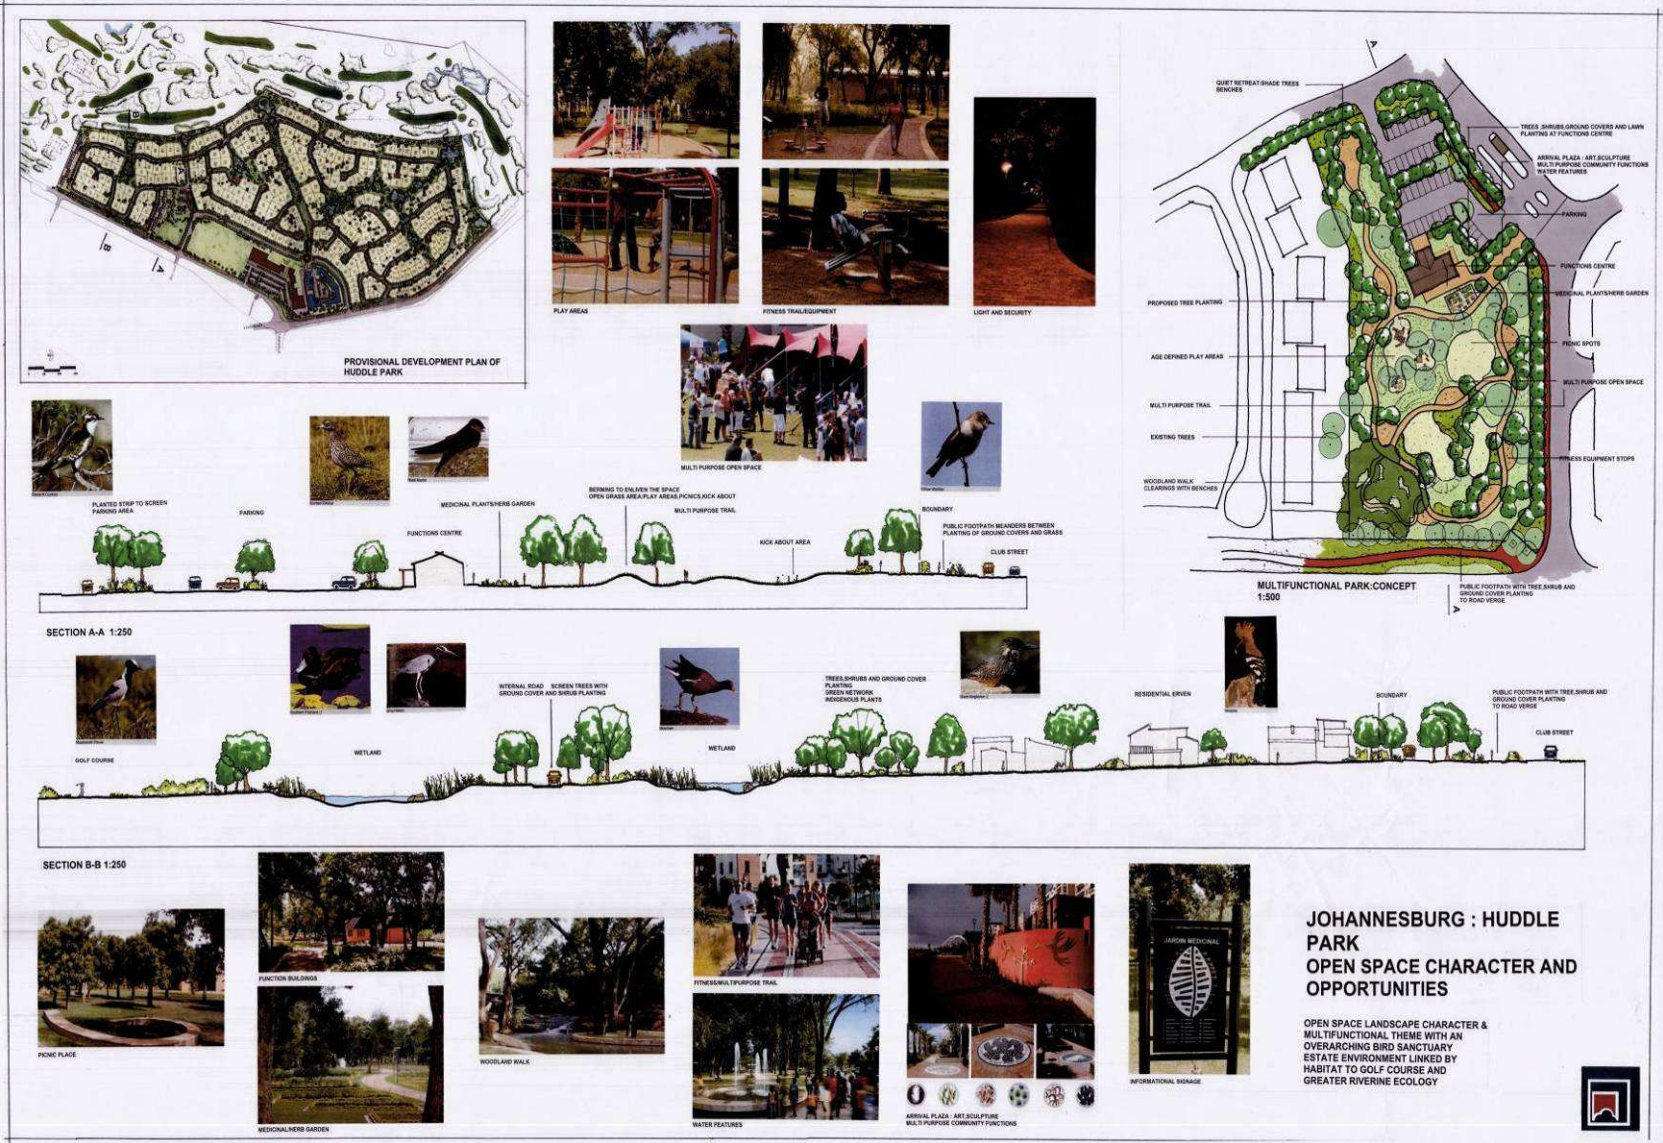 PROVISIONAL DEVELOPMENT PLAN OF
HUDDLE PARK
B
B
A
PLAY AREAS
FITNESS TRAIL/EQUIPMENT
LIGHT AND SECURITY
MULTI PURPOSE OPEN SPACE
A
QUIET RETREAT:SHADE TREES
BENCHES
TREES ,SHRUBS,GROUND COVERS AND LAWN
PLANTING AT FUNCTIONS CENTRE
ARRIVAL PLAZA : ART,SCULPTURE
MULTI PURPOSE COMMUNITY FUNCTIONS
WATER FEATURES
PARKING
FUNCTIONS CENTRE
MEDICINAL PLANTS/HERB GARDEN
PROPOSED TREE PLANTING
PICNIC SPOTS
AGE DEFINED PLAY AREAS
MULTI PURPOSE OPEN SPACE
MULTI PURPOSE TRAIL
EXISTING TREES
FITNESS EQUIPMENT STOPS
WOODLAND WALK
CLEARINGS WITH BENCHES
MULTIFUNCTIONAL PARK:CONCEPT
1:500
PUBLIC FOOTPATH WITH TREE,SHRUB AND
GROUND COVER PLANTING
TO ROAD VERGE
A
PLANTED STRIP TO SCREEN
PARKING AREA
PARKING
FUNCTIONS CENTRE
MEDICINAL PLANTS/HERB GARDEN
BERMING TO ENLIVEN THE SPACE
OPEN GRASS AREA:PLAY AREAS,PICNICS,KICK ABOUT
MULTI PURPOSE TRAIL
KICK ABOUT AREA
BOUNDARY
PUBLIC FOOTPATH MEANDERS BETWEEN
PLANTING OF GROUND COVERS AND GRASS
CLUB STREET
SECTION A-A 1:250
GOLF COURSE
WETLAND
INTERNAL ROAD SCREEN TREES WITH
GROUND COVER AND SHRUB PLANTING
WETLAND
TREES,SHRUBS AND GROUND COVER
PLANTING
GREEN NETWORK
INDIGENOUS PLANTS
RESIDENTIAL ERVEN
BOUNDARY
PUBLIC FOOTPATH WITH TREE,SHRUB AND
GROUND COVER PLANTING
TO ROAD VERGE
CLUB STREET
SECTION B-B 1:250
PICNIC PLACE
FUNCTION BUILDINGS
MEDICINAL/HERB GARDEN
WOODLAND WALK
FITNESS/MULTIPURPOSE TRAIL
WATER FEATURES
ARRIVAL PLAZA : ART,SCULPTURE
MULTI PURPOSE COMMUNITY FUNCTIONS
JARDIN MEDICINAL
INFORMATIONAL SIGNAGE
JOHANNESBURG : HUDDLE
PARK
OPEN SPACE CHARACTER AND
OPPORTUNITIES
OPEN SPACE LANDSCAPE CHARACTER &
MULTIFUNCTIONAL THEME WITH AN
OVERARCHING BIRD SANCTUARY
ESTATE ENVIRONMENT LINKED BY
HABITAT TO GOLF COURSE AND
GREATER RIVERINE ECOLOGY